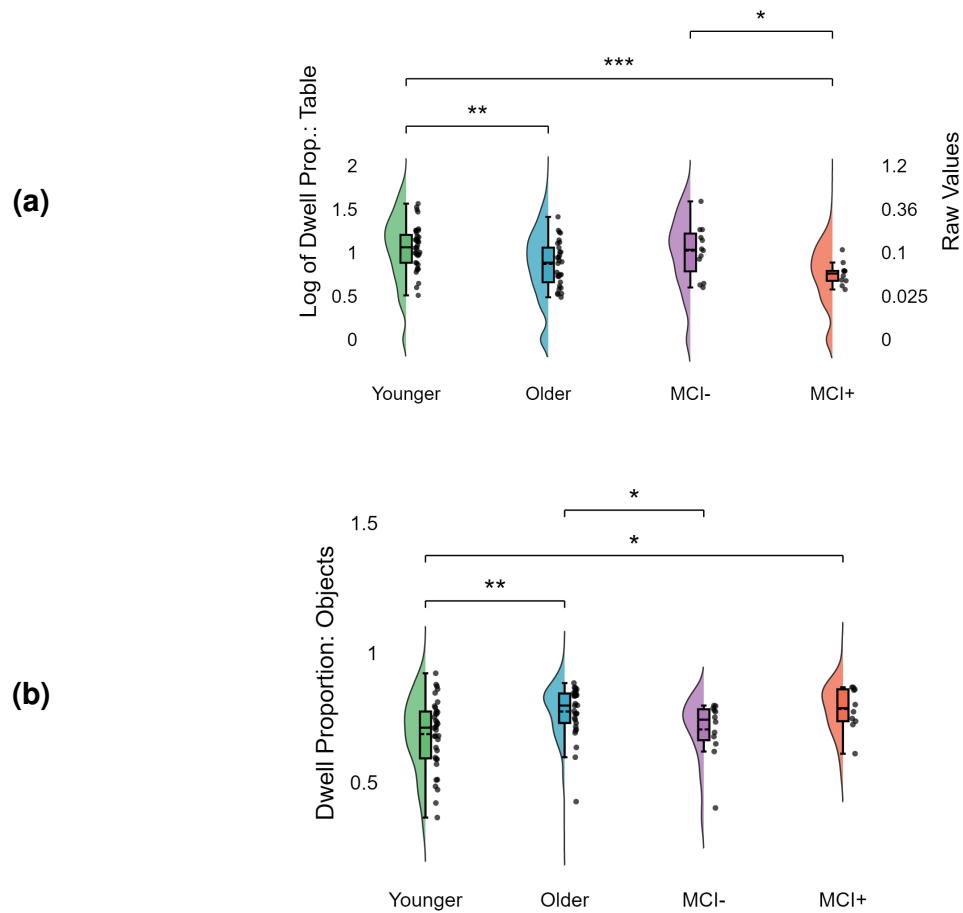 *
***
**
(a)
Log of Dwell Prop.: Table
2
1.5
1
0.5
0
1.2
0.36
0.1
0.025
0
Raw Values
Younger Older MCI- MCI+
*
*
**
(b)
Dwell Proportion: Objects
1.5
1
0.5
Younger Older MCI- MCI+